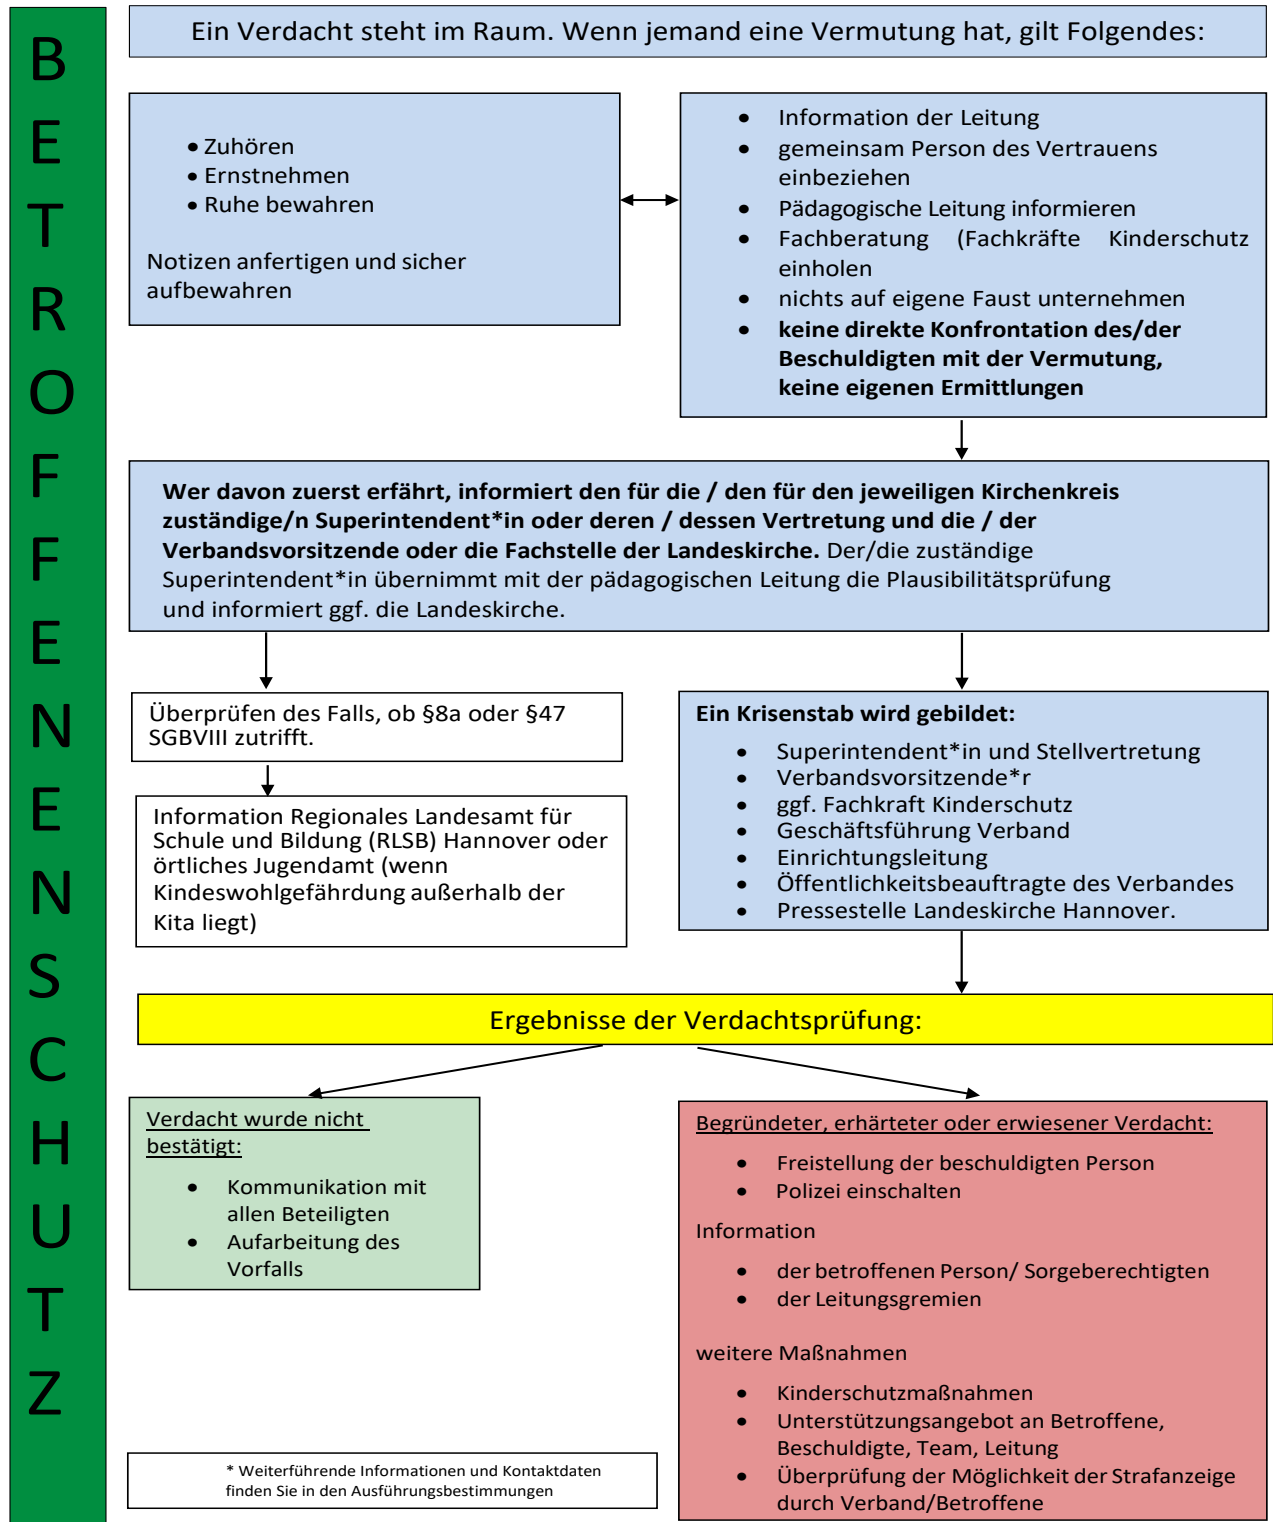 BETROFFENENSCHUTZ
Ein Verdacht steht im Raum. Wenn jemand eine Vermutung hat, gilt Folgendes:
• Zuhören
• Ernstnehmen
• Ruhe bewahren
Notizen anfertigen und sicher
aufbewahren
• Information der Leitung
• gemeinsam Person des Vertrauens
einbeziehen
• Pädagogische Leitung informieren
• Fachberatung (Fachkräfte Kinderschutz
einholen
• nichts auf eigene Faust unternehmen
• keine direkte Konfrontation des/der
Beschuldigten mit der Vermutung,
keine eigenen Ermittlungen
Wer davon zuerst erfährt, informiert den für die / den für den jeweiligen Kirchenkreis
zuständige/n Superintendent*in oder deren / dessen Vertretung und die / der
Verbandsvorsitzende oder die Fachstelle der Landeskirche. Der/die zuständige
Superintendent*in übernimmt mit der pädagogischen Leitung die Plausibilitätsprüfung
und informiert ggf. die Landeskirche.
Überprüfen des Falls, ob §8a oder §47
SGBVIII zutrifft.
Information Regionales Landesamt für
Schule und Bildung (RLSB) Hannover oder
örtliches Jugendamt (wenn
Kindeswohlgefährdung außerhalb der
Kita liegt)
Ein Krisenstab wird gebildet:
• Superintendent*in und Stellvertretung
• Verbandsvorsitzende*r
• ggf. Fachkraft Kinderschutz
• Geschäftsführung Verband
• Einrichtungsleitung
• Öffentlichkeitsbeauftragte des Verbandes
• Pressestelle Landeskirche Hannover.
Ergebnisse der Verdachtsprüfung:
Verdacht wurde nicht
bestätigt:
• Kommunikation mit
allen Beteiligten
• Aufarbeitung des
Vorfalls
Begründeter, erhärteter oder erwiesener Verdacht:
• Freistellung der beschuldigten Person
• Polizei einschalten
Information
• der betroffenen Person/ Sorgeberechtigten
• der Leitungsgremien
weitere Maßnahmen
• Kinderschutzmaßnahmen
• Unterstützungsangebot an Betroffene,
Beschuldigte, Team, Leitung
• Überprüfung der Möglichkeit der Strafanzeige
durch Verband/Betroffene
* Weiterführende Informationen und Kontaktdaten
finden Sie in den Ausführungsbestimmungen